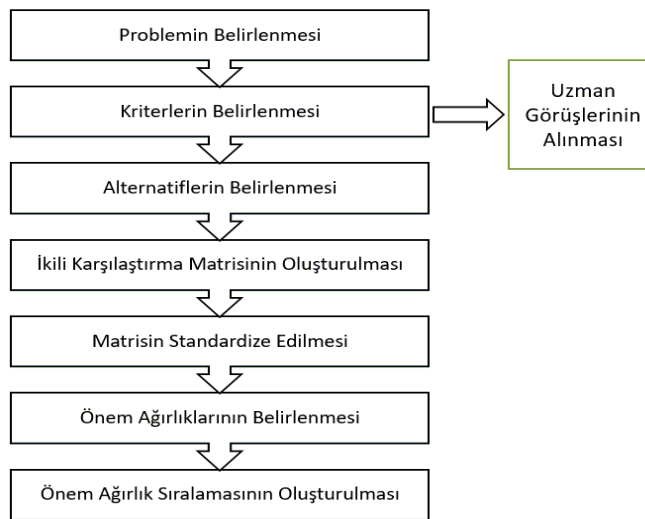 Problemin Belirlenmesi
Kriterlerin Belirlenmesi
Uzman
Görüşlerinin
Alınması
Alternatiflerin Belirlenmesi
İkili Karşılaştırma Matrisinin Oluşturulması
Matrisin Standardize Edilmesi
Önem Ağırlıklarının Belirlenmesi
Önem Ağırlık Sıralamasının Oluşturulması